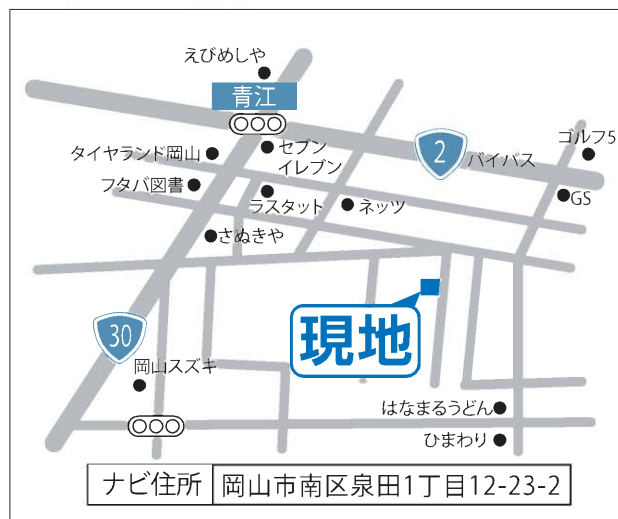 えびめしや
青江
タイヤランド岡山
セブン
イレブン
2
バイパス
ゴルフ5
フタバ図書
ラスタット
ネッツ
GS
さぬきや
30
現地
岡山スズキ
はなまるうどん
ひまわり
ナビ住所 岡山市南区泉田1丁目12-23-2